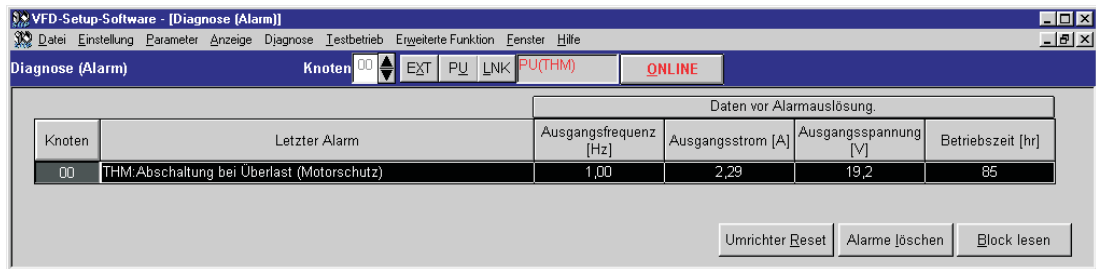 VFD-Setup-Software - [Diagnose (Alarm)]
Datei Einstellung Parameter Anzeige Diagnose Testbetrieb Erweiterte Funktion Fenster Hilfe
Diagnose (Alarm) Knoten 00 EXT PU LNK PU(THM) ONLINE
Daten vor Alarmauslösung.
Knoten Letzter Alarm Ausgangsfrequenz [Hz] Ausgangsstrom [A] Ausgangsspannung [V] Betriebszeit [hr]
00 THM:Abschaltung bei Überlast (Motorschutz) 1,00 2,29 19,2 85
Umrichter Reset Alarme löschen Block lesen